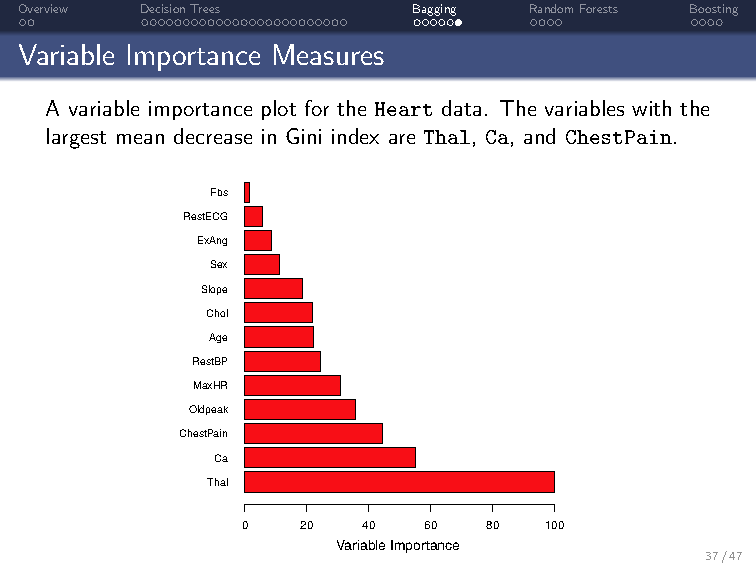 Overview Decision Trees Bagging Random Forests Boosting
Variable Importance Measures
A variable importance plot for the Heart data. The variables with the
largest mean decrease in Gini index are Thal, Ca, and ChestPain.
Fbs
RestECG
ExAng
Sex
Slope
Chol
Age
RestBP
MaxHR
Oldpeak
ChestPain
Ca
Thal
0 20 40 60 80 100
Variable Importance
37 / 47